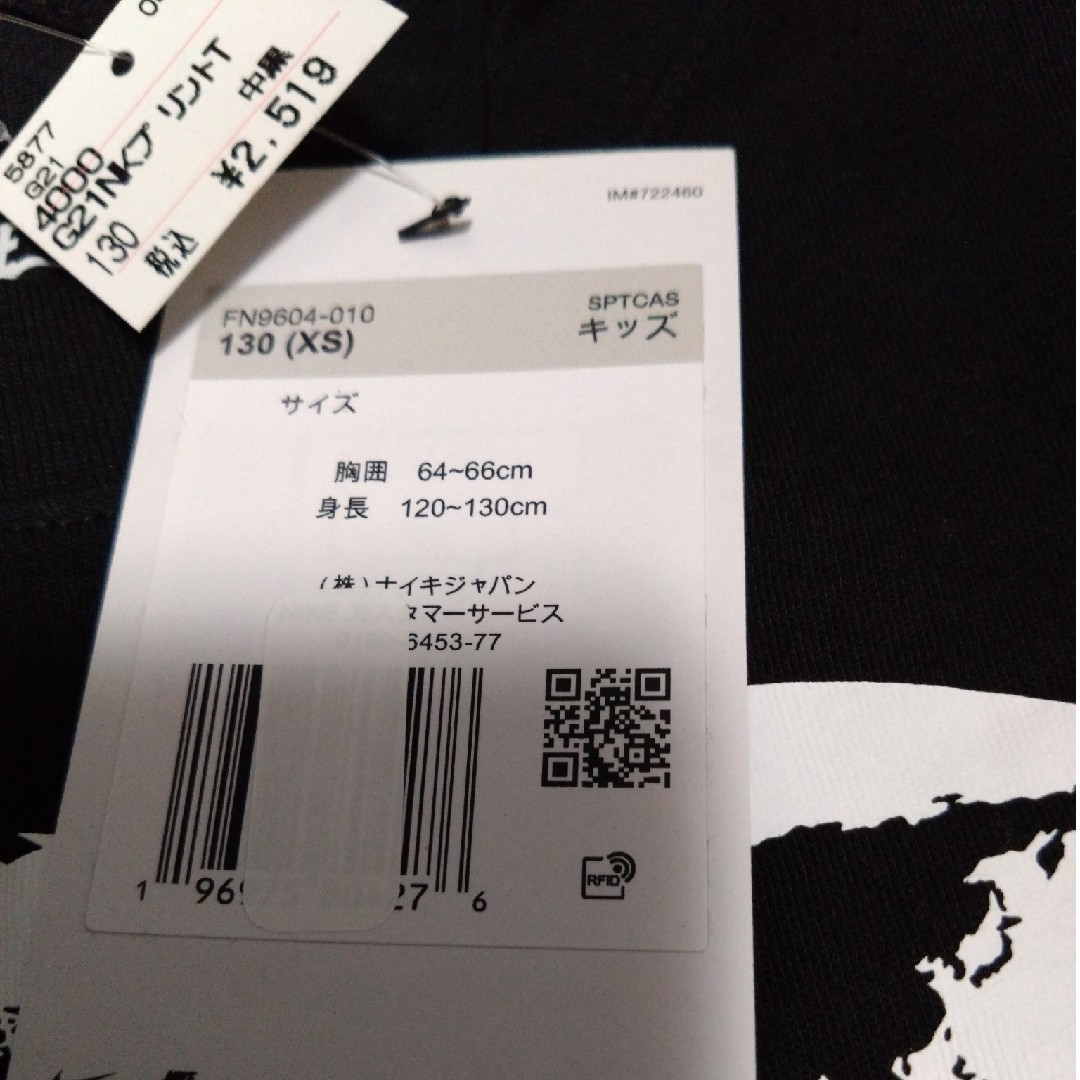 5877
G21
4000
G21NKプリントT
130 中黒
税込 ¥2,519
IM#722460
FN9604-010
130 (XS)
SPTCAS
キッズ
サイズ
胸囲 64~66cm
身長 120~130cm
(株)ナイキジャパン
タマーサービス
6453-77
RFID
1 96 27 6